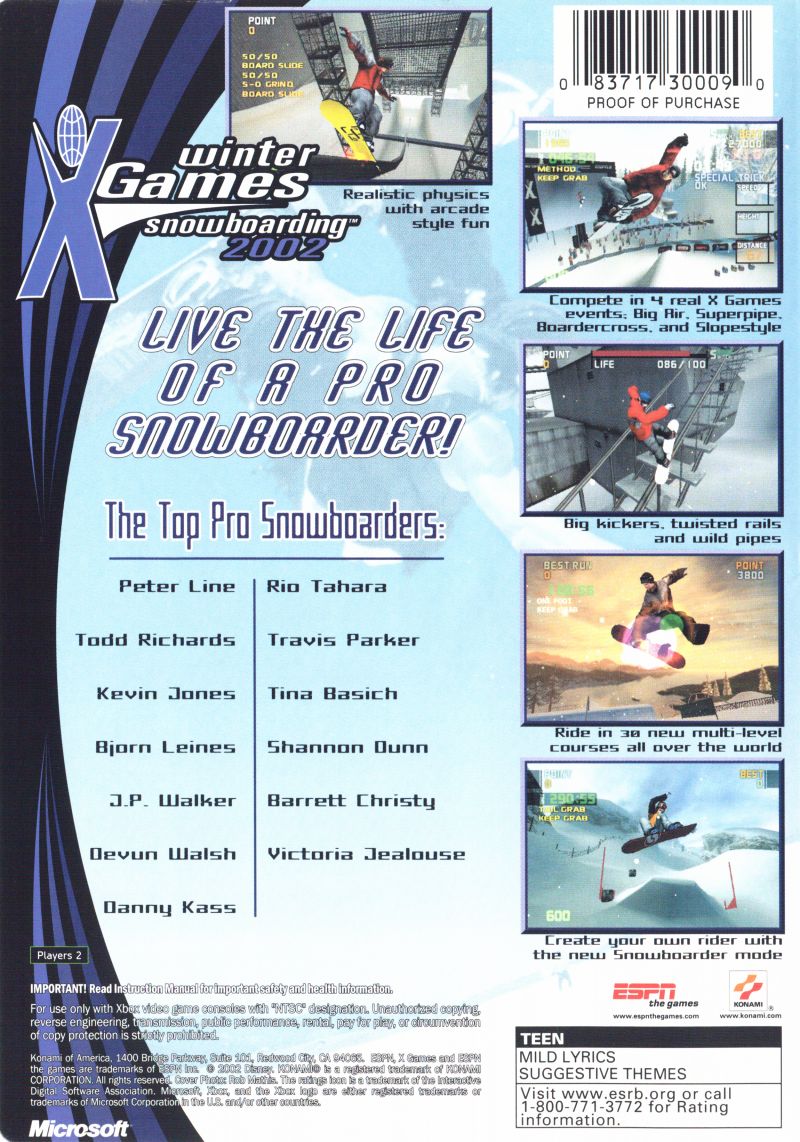 POINT
0
50/50
BOARD SLIDE
50/50
5-0 GRIND
BOARD SLIDE
0 83717 30009 0
PROOF OF PURCHASE
X
winter
Games
snowboarding™
2002
Realistic physics
with arcade
style fun
POINT
BEST
27000
METHOD
KEEP GRAB
SPECIAL TRICK
OK
SPEED
HEIGHT
DISTANCE
Compete in 4 real X Games
events; Big Air, Superpipe,
Boardercross, and Slopestyle
POINT
0
LIFE 086/100
Big kickers, twisted rails
and wild pipes
LIVE THE LIFE
OF A PRO
SNOWBOARDER!
The Top Pro Snowboarders:
Peter Line
Todd Richards
Kevin Jones
Bjorn Leines
J.P. Walker
Devun Walsh
Danny Kass
Rio Tahara
Travis Parker
Tina Basich
Shannon Dunn
Barrett Christy
Victoria Jealouse
BEST RUN
0
POINT
3800
ONE FOOT
KEEP GRAB
Ride in 30 new multi-level
courses all over the world
POINT
0
BEST
0
290:55
TAIL GRAB
KEEP GRAB
600
Create your own rider with
the new Snowboarder mode
Players 2
IMPORTANT! Read Instruction Manual for important safety and health information.
For use only with Xbox video game consoles with "NTSC" designation. Unauthorized copying,
reverse engineering, transmission, public performance, rental, pay for play, or circumvention
of copy protection is strictly prohibited.
Konami of America, 1400 Bridge Parkway, Suite 101, Redwood City, CA 94065. ESPN, X Games and ESPN
the games are trademarks of ESPN Inc. © 2002 Disney. KONAMI® is a registered trademark of KONAMI
CORPORATION. All rights reserved. Cover Photo: Rob Mathis. The ratings icon is a trademark of the Interactive
Digital Software Association. Microsoft, Xbox, and the Xbox logo are either registered trademarks or
trademarks of Microsoft Corporation in the U.S. and/or other countries.
Microsoft
ESPN
the games
www.espnthegames.com
KONAMI®
www.konami.com
TEEN
MILD LYRICS
SUGGESTIVE THEMES
Visit www.esrb.org or call
1-800-771-3772 for Rating
information.